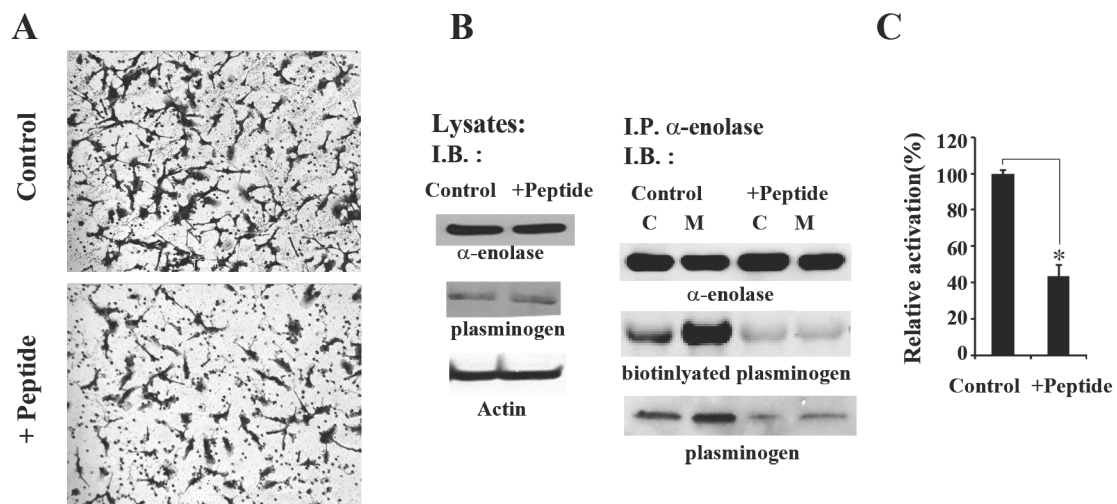 A
Control
+ Peptide
B
Lysates:
I.B. :
Control +Peptide
α-enolase
plasminogen
Actin
I.P. α-enolase
I.B. :
Control +Peptide
C M C M
α-enolase
biotinlyated plasminogen
plasminogen
C
Relative activation(%)
120
100
80
60
40
20
0
*
Control +Peptide